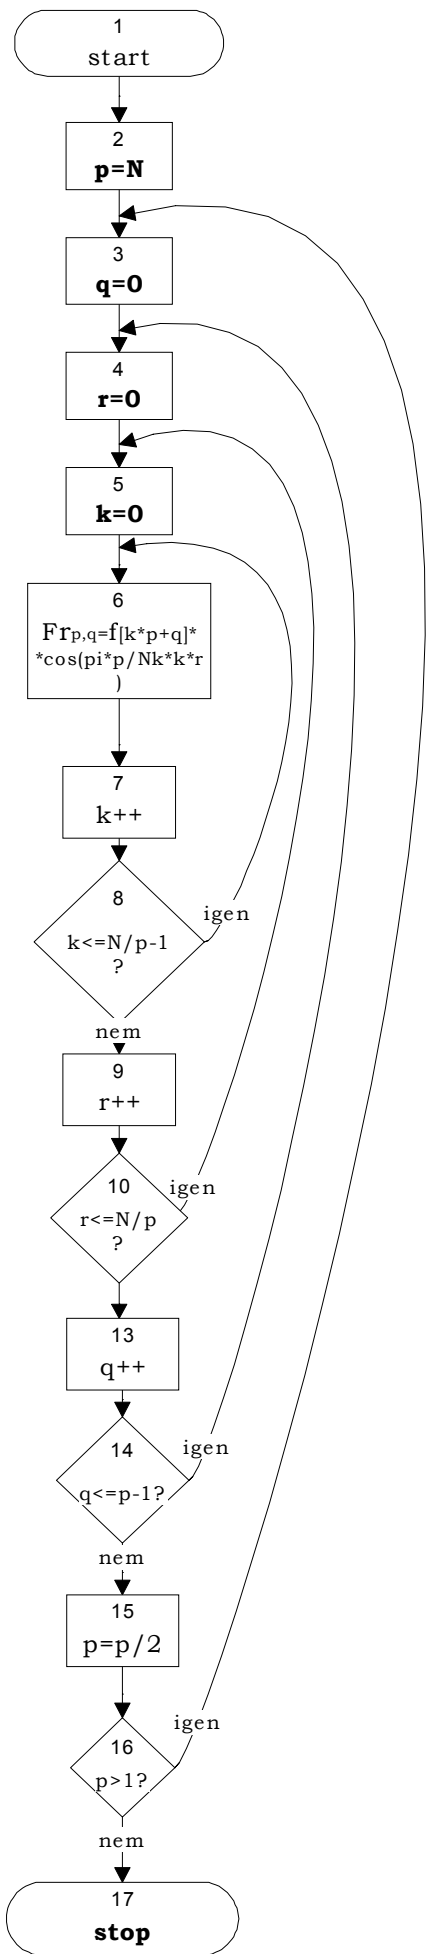 1
start
2
p=N
3
q=0
4
r=0
5
k=0
6
Frp,q=f[k*p+q]*
*cos(pi*p/Nk*k*r
)
7
k++
8
igen
k<=N/p-1
?
nem
9
r++
10
igen
r<=N/p
?
13
q++
14
igen
q<=p-1?
nem
15
p=p/2
16
igen
p>1?
nem
17
stop